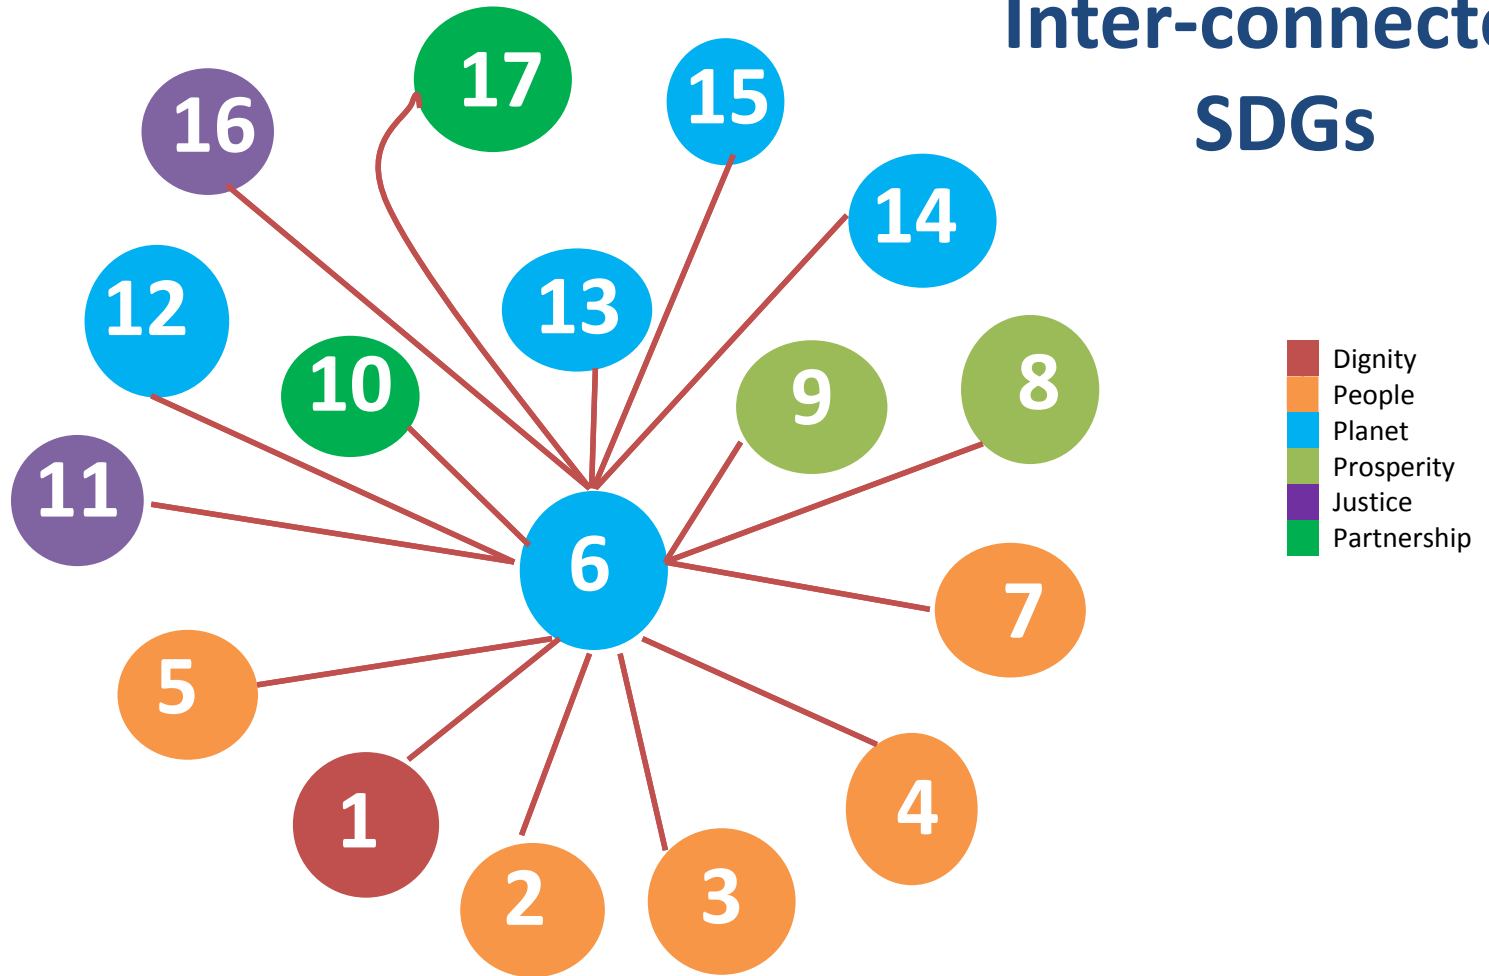 Inter-connecte
SDGs
17
15
16
14
13
12
10
9
8
11
6
7
5
4
1
2
3
Dignity
People
Planet
Prosperity
Justice
Partnership